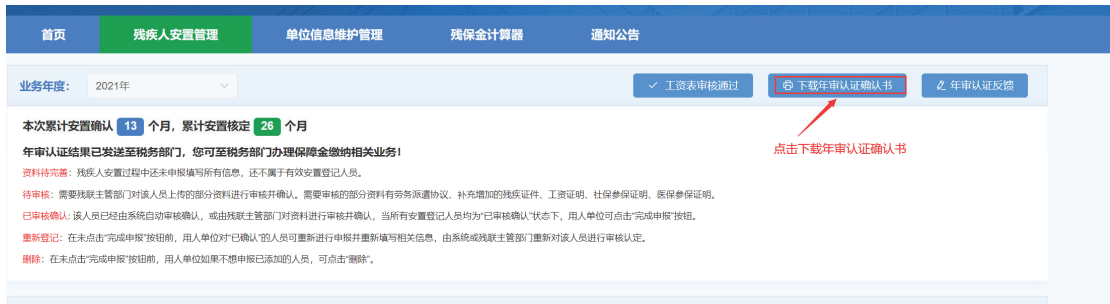 首页 残疾人安置管理 单位信息维护管理 残保金计算器 通知公告
业务年度： 2021年 工资表审核通过 下载年审认证确认书 年审认证反馈
本次累计安置确认 13 个月，累计安置核定 26 个月
点击下载年审认证确认书
年审认证结果已发送至税务部门，您可至税务部门办理保障金缴纳相关业务！
资料待完善：残疾人安置过程中还未申报填写所有信息，还不属于有效安置登记人员。
待审核：需要残联主管部门对该人员上传的部分资料进行审核并确认。需要审核的部分资料有劳务派遣协议、补充增加的残疾证件、工资证明、社保参保证明、医保参保证明。
已审核确认：该人员已经由系统自动审核确认，或由残联主管部门对资料进行审核并确认，当所有安置登记人员均为“已审核确认”状态下，用人单位可点击“完成申报”按钮。
重新登记：在未点击“完成申报”按钮前，用人单位对“已确认”的人员可重新进行申报并重新填写相关信息，由系统或残联主管部门重新对该人员进行审核认定。
删除：在未点击“完成申报”按钮前，用人单位如果不想申报已添加的人员，可点击“删除”。